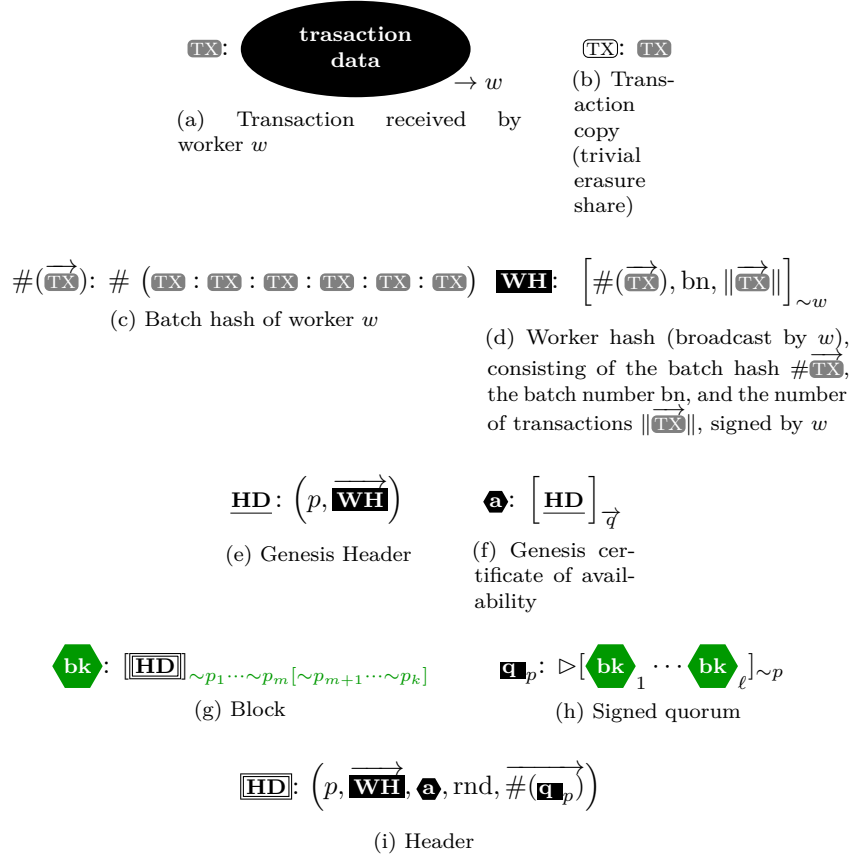 TX: trasaction data → w
(a) Transaction received by
worker w
TX: TX
(b) Trans-
action
copy
(trivial
erasure
share)
#(TX⃗): # (TX : TX : TX : TX : TX : TX)
(c) Batch hash of worker w
WH: [#(TX⃗), bn, ‖TX⃗‖]∼w
(d) Worker hash (broadcast by w),
consisting of the batch hash #TX⃗,
the batch number bn, and the number
of transactions ‖TX⃗‖, signed by w
HD: (p, WH⃗)
(e) Genesis Header
a: [HD]q⃗
(f) Genesis cer-
tificate of avail-
ability
bk: [HD]∼p₁⋯∼pₘ[∼pₘ₊₁⋯∼pₖ]
(g) Block
qₚ: ▷[bk₁ ⋯ bkℓ]∼p
(h) Signed quorum
HD: (p, WH⃗, a, rnd, #(qₚ)⃗)
(i) Header